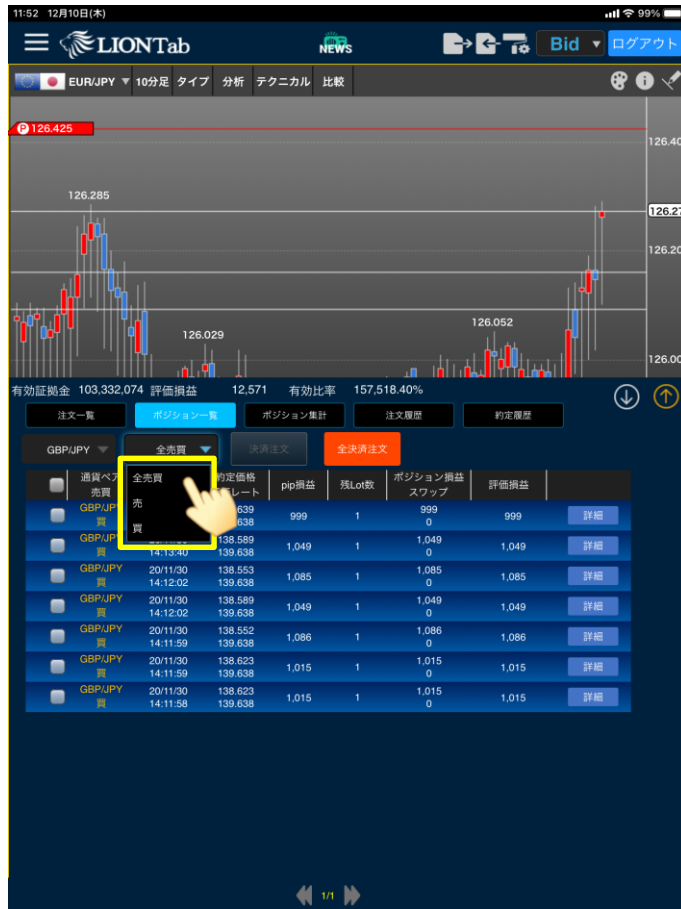 11:52 12月10日(木) 99%
LIONTab NEWS Bid ▼ ログアウト
EUR/JPY ▼ 10分足 タイプ 分析 テクニカル 比較
P 126.425
126.40
126.285
126.27
126.20
126.029
126.052
126.00
有効証拠金 103,332,074 評価損益 12,571 有効比率 157,518.40%
注文一覧 ポジション一覧 ポジション集計 注文履歴 約定履歴
GBP/JPY ▼ 全売買 ▼ 決済注文 全決済注文
通貨ペア 約定価格 pip損益 残Lot数 ポジション損益 評価損益
売買 レート スワップ
全売買
売
買
GBP/JP 639 999 1 999 999 詳細
買 638 0
GBP/JPY 138.589 1,049 1 1,049 1,049 詳細
買 14:13:40 139.638 0
GBP/JPY 20/11/30 138.553 1,085 1 1,085 1,085 詳細
買 14:12:02 139.638 0
GBP/JPY 20/11/30 138.589 1,049 1 1,049 1,049 詳細
買 14:12:02 139.638 0
GBP/JPY 20/11/30 138.552 1,086 1 1,086 1,086 詳細
買 14:11:59 139.638 0
GBP/JPY 20/11/30 138.623 1,015 1 1,015 1,015 詳細
買 14:11:59 139.638 0
GBP/JPY 20/11/30 138.623 1,015 1 1,015 1,015 詳細
買 14:11:58 139.638 0
1/1